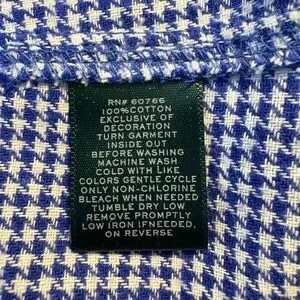 RN# 60766
100%COTTON
EXCLUSIVE OF
DECORATION
TURN GARMENT
INSIDE OUT
BEFORE WASHING
MACHINE WASH
COLD WITH LIKE
COLORS GENTLE CYCLE
ONLY NON-CHLORINE
BLEACH WHEN NEEDED
TUMBLE DRY LOW
REMOVE PROMPTLY
LOW IRON IFNEEDED,
ON REVERSE